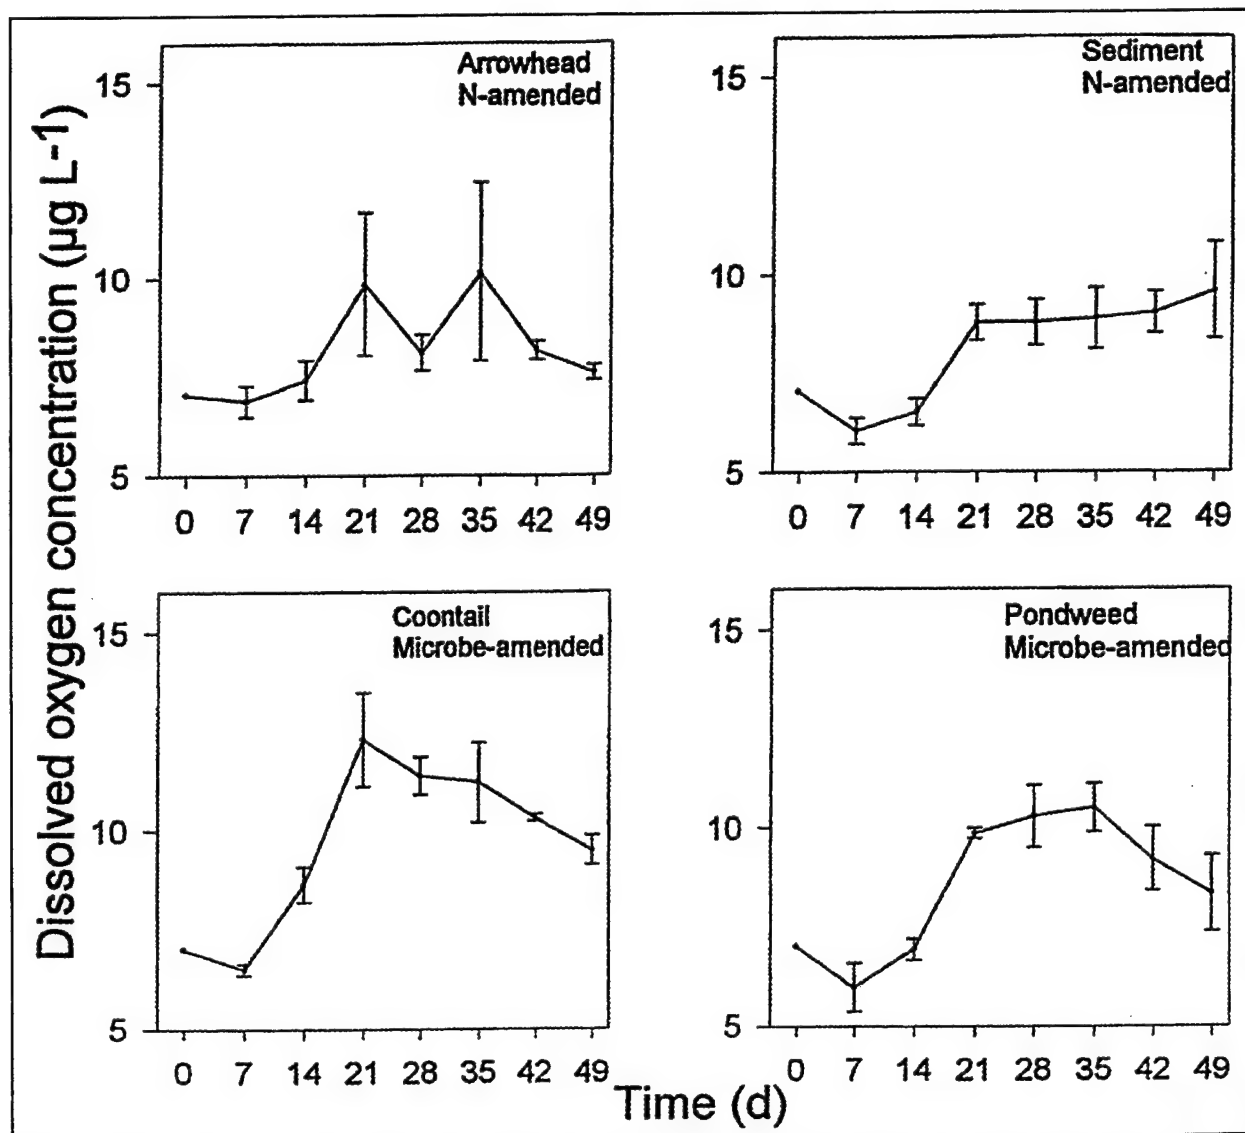 Dissolved oxygen concentration (µg L-1)
Arrowhead
N-amended
15
10
5
0 7 14 21 28 35 42 49
Sediment
N-amended
15
10
5
0 7 14 21 28 35 42 49
Coontail
Microbe-amended
15
10
5
0 7 14 21 28 35 42 49
Pondweed
Microbe-amended
15
10
5
0 7 14 21 28 35 42 49
Time (d)